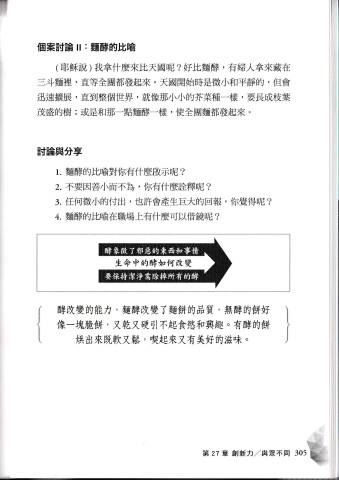 個案討論 II：麵酵的比喻
（耶穌說）我拿什麼來比天國呢？好比麵酵，有婦人拿來藏在
三斗麵裡，直等全團都發起來，天國開始時是微小和平靜的，但會
迅速擴展，直到整個世界，就像那小小的芥菜種一樣，要長成枝葉
茂盛的樹；或是和那一點麵酵一樣，使全團麵都發起來。
討論與分享
1. 麵酵的比喻對你有什麼啟示呢？
2. 不要因善小而不為，你有什麼詮釋呢？
3. 任何微小的付出，也許會產生巨大的回報，你覺得呢？
4. 麵酵的比喻在職場上有什麼可以借鏡呢？
酵象徵了邪惡的東西和事情
生命中的酵如何改變
要保持潔淨需除掉所有的酵
酵改變的能力，麵酵改變了麵餅的品質，無酵的餅好
像一塊脆餅，又乾又硬引不起食慾和興趣。有酵的餅
烘出來既軟又鬆，喫起來又有美好的滋味。
第 27 章 創新力／與眾不同 305